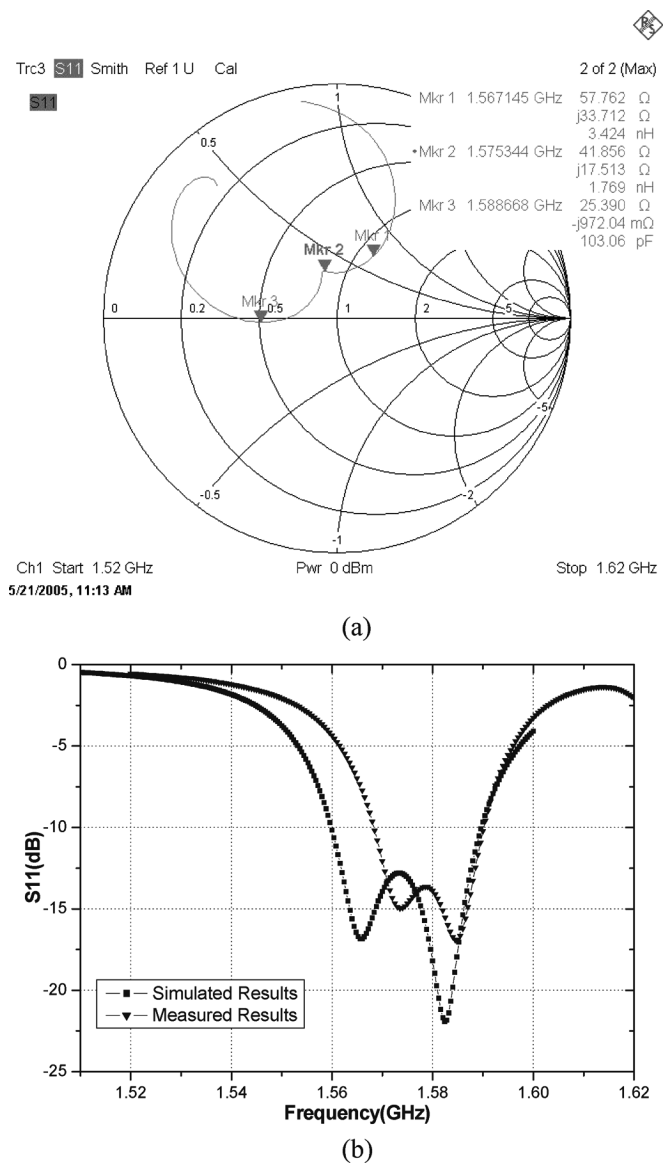 R S
Trc3 S11 Smith Ref 1 U Cal 2 of 2 (Max)
S11
Mkr 1 1.567145 GHz 57.762 Ω
j33.712 Ω
3.424 nH
•Mkr 2 1.575344 GHz 41.856 Ω
j17.513 Ω
1.769 nH
Mkr 3 1.588668 GHz 25.390 Ω
-j972.04 mΩ
103.06 pF
1
0.5
Mkr 1
Mkr 2
Mkr 3
0 0.2 0.5 1 2 5
-5
-0.5 -2
-1
Ch1 Start 1.52 GHz Pwr 0 dBm Stop 1.62 GHz
5/21/2005, 11:13 AM
(a)
0
-5
-10
-15
-20
-25
S11(dB)
Simulated Results
Measured Results
1.52 1.54 1.56 1.58 1.60 1.62
Frequency(GHz)
(b)